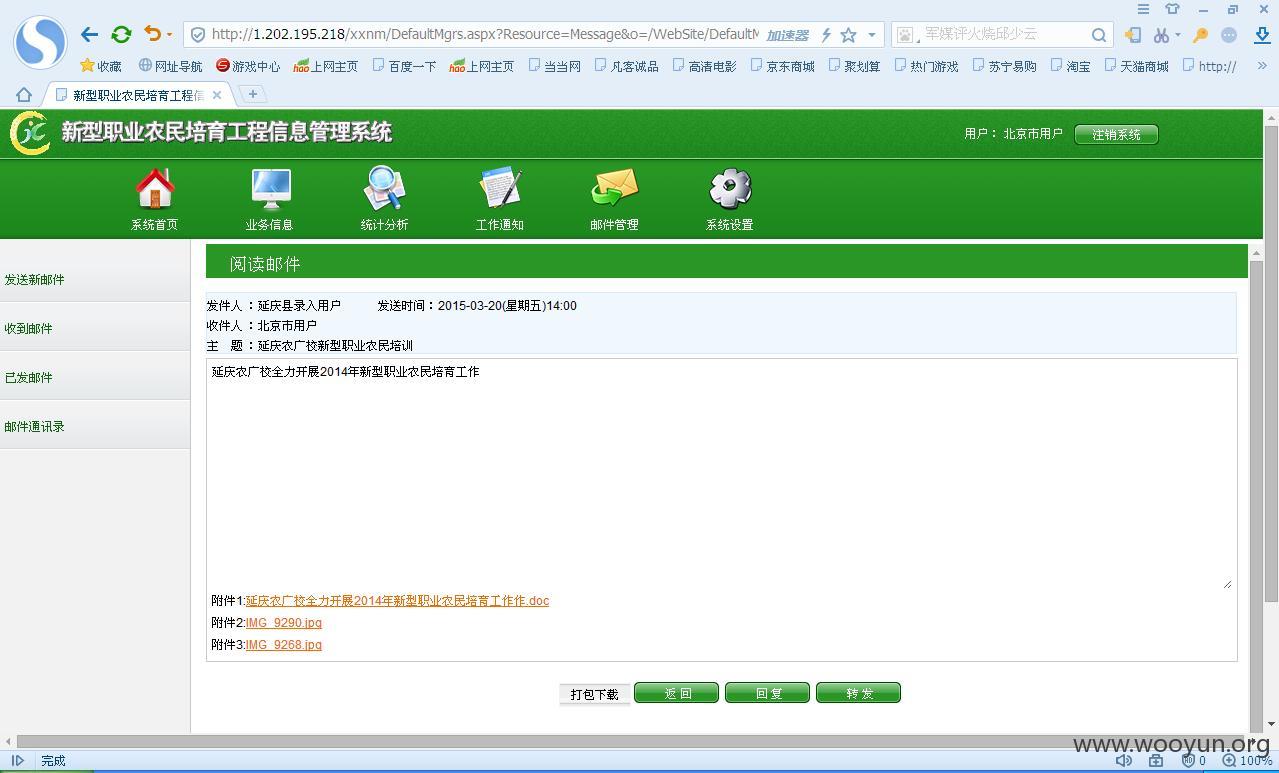 http://1.202.195.218/xxnm/DefaultMgrs.aspx?Resource=Message&o=/WebSite/DefaultM 加速器 军媒评火烧邱少云
收藏 网址导航 游戏中心 hao上网主页 百度一下 hao上网主页 当当网 凡客诚品 高清电影 京东商城 聚划算 热门游戏 苏宁易购 淘宝 天猫商城 http://
新型职业农民培育工程信
新型职业农民培育工程信息管理系统 用户：北京市用户 注销系统
系统首页 业务信息 统计分析 工作通知 邮件管理 系统设置
发送新邮件
收到邮件
已发邮件
邮件通讯录
阅读邮件
发件人：延庆县录入用户 发送时间：2015-03-20(星期五)14:00
收件人：北京市用户
主 题：延庆农广校新型职业农民培训
延庆农广校全力开展2014年新型职业农民培育工作
附件1:延庆农广校全力开展2014年新型职业农民培育工作作.doc
附件2:IMG_9290.jpg
附件3:IMG_9268.jpg
打包下载 返回 回复 转发
www.wooyun.org
完成 0 100%